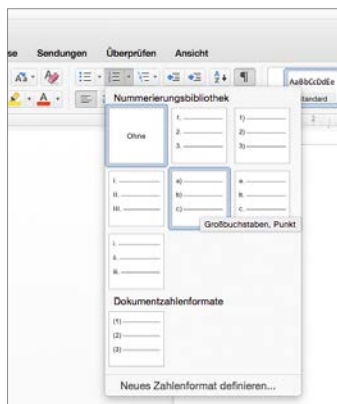 se Sendungen Überprüfen Ansicht
AaBbCcDdEe
Standard
2
Nummerierungsbibliothek
Ohne
1.
2.
3.
1)
2)
3)
I.
II.
III.
a)
b)
c)
a.
b.
c.
Großbuchstaben, Punkt
i.
ii.
iii.
Dokumentzahlenformate
(1)
(2)
(3)
Neues Zahlenformat definieren...